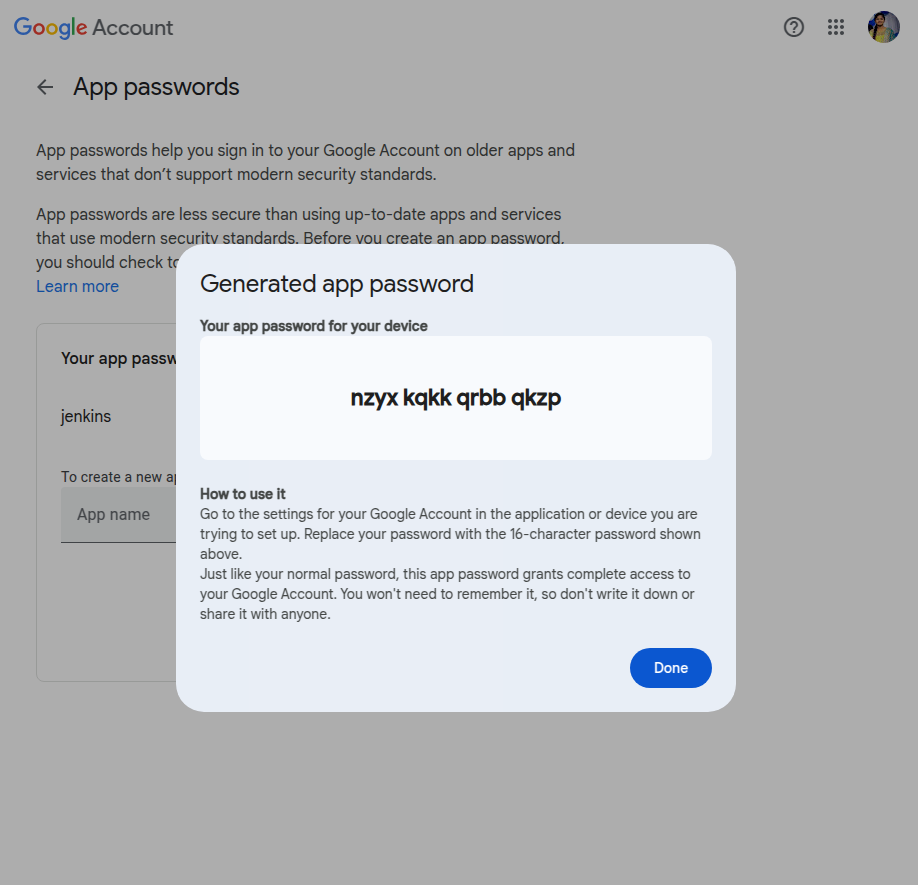 Google Account
App passwords
App passwords help you sign in to your Google Account on older apps and
services that don’t support modern security standards.
App passwords are less secure than using up-to-date apps and services
that use modern security standards. Before you create an app password,
you should check to
Learn more
Your app passw
jenkins
To create a new ap
App name
Generated app password
Your app password for your device
nzyx kqkk qrbb qkzp
How to use it
Go to the settings for your Google Account in the application or device you are
trying to set up. Replace your password with the 16-character password shown
above.
Just like your normal password, this app password grants complete access to
your Google Account. You won't need to remember it, so don't write it down or
share it with anyone.
Done